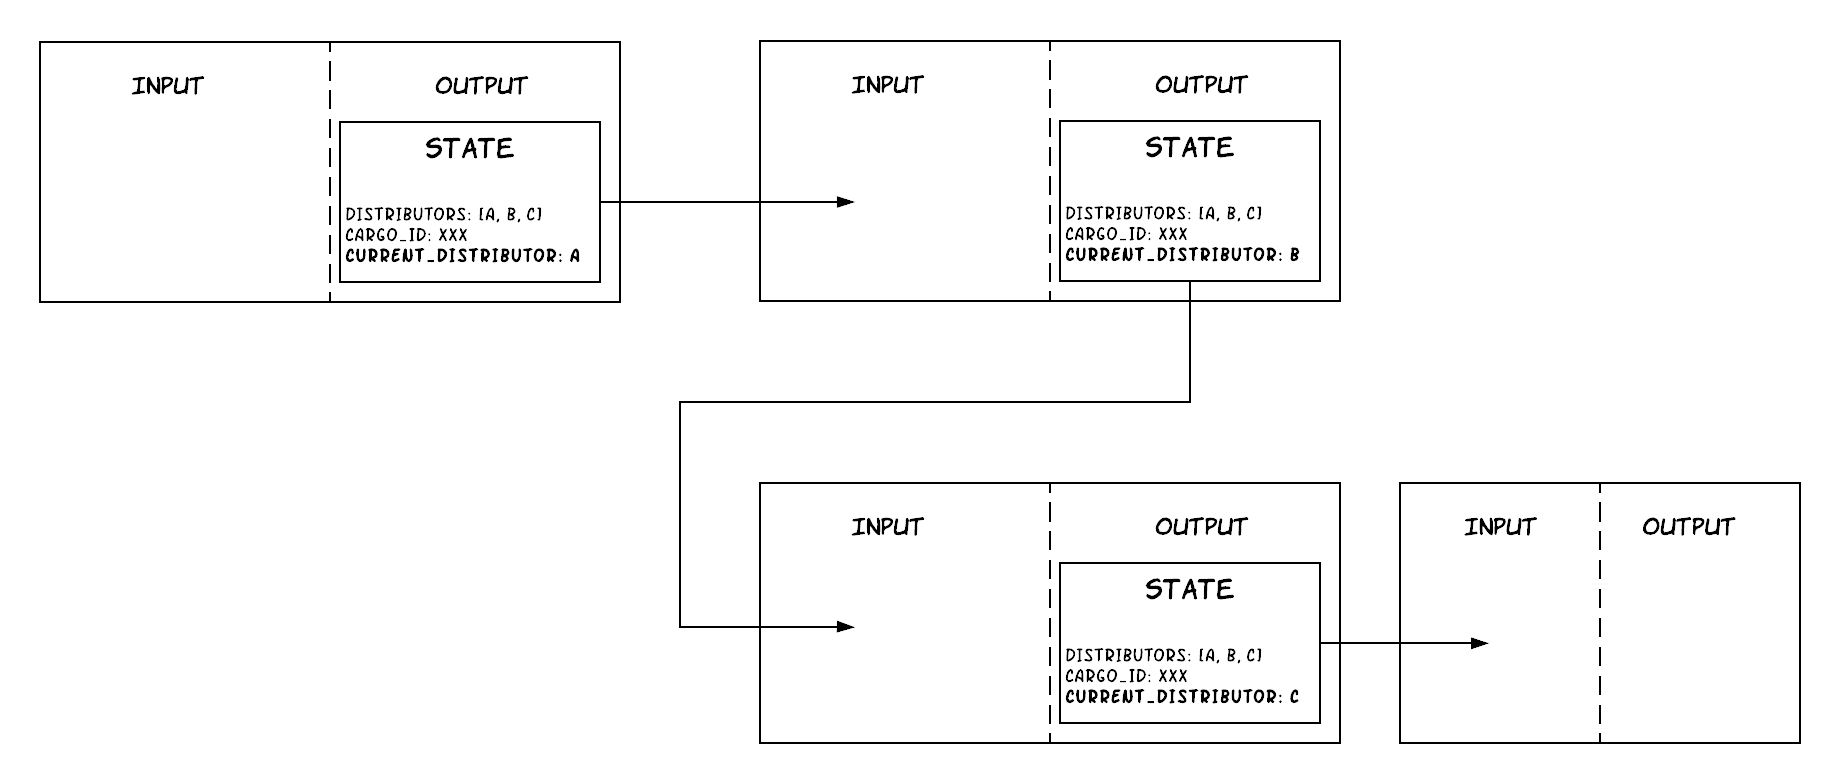 INPUT
OUTPUT
STATE
DISTRIBUTORS: [A, B, C]
CARGO_ID: XXX
CURRENT_DISTRIBUTOR: A
INPUT
OUTPUT
STATE
DISTRIBUTORS: [A, B, C]
CARGO_ID: XXX
CURRENT_DISTRIBUTOR: B
INPUT
OUTPUT
STATE
DISTRIBUTORS: [A, B, C]
CARGO_ID: XXX
CURRENT_DISTRIBUTOR: C
INPUT
OUTPUT